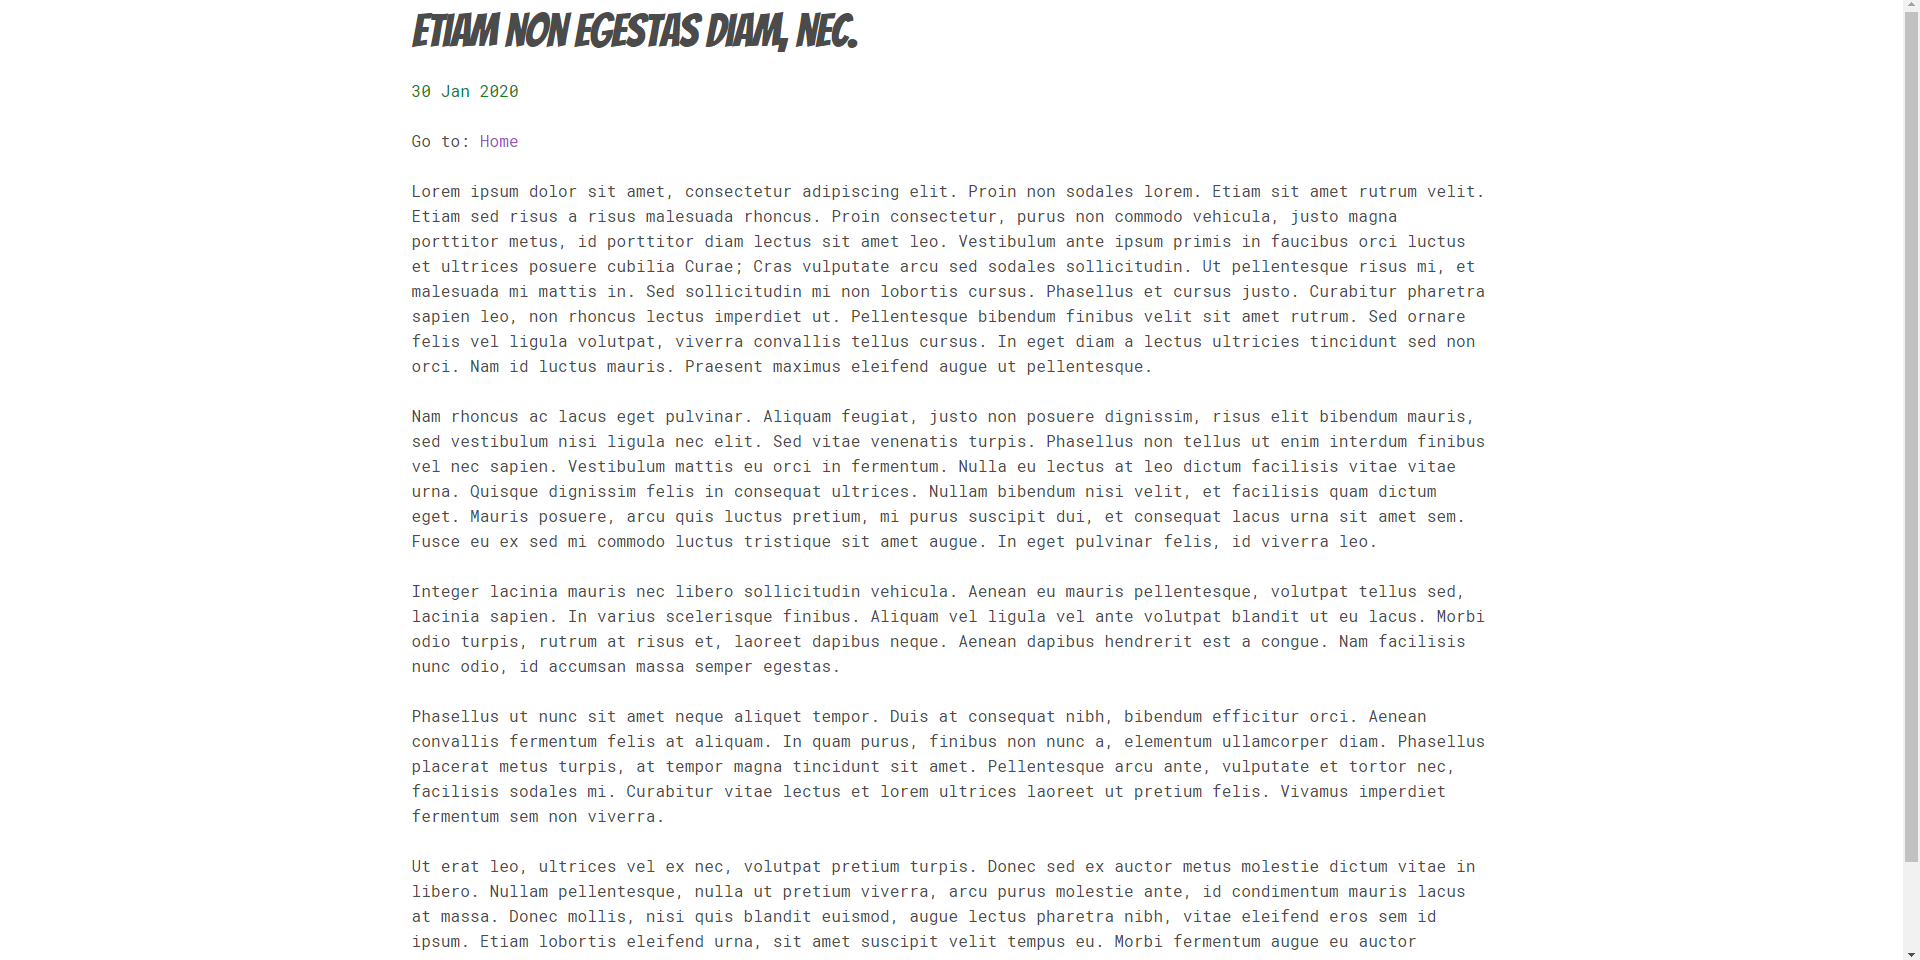 ETIAM NON EGESTAS DIAM, NEC.
30 Jan 2020
Go to: Home
Lorem ipsum dolor sit amet, consectetur adipiscing elit. Proin non sodales lorem. Etiam sit amet rutrum velit.
Etiam sed risus a risus malesuada rhoncus. Proin consectetur, purus non commodo vehicula, justo magna
porttitor metus, id porttitor diam lectus sit amet leo. Vestibulum ante ipsum primis in faucibus orci luctus
et ultrices posuere cubilia Curae; Cras vulputate arcu sed sodales sollicitudin. Ut pellentesque risus mi, et
malesuada mi mattis in. Sed sollicitudin mi non lobortis cursus. Phasellus et cursus justo. Curabitur pharetra
sapien leo, non rhoncus lectus imperdiet ut. Pellentesque bibendum finibus velit sit amet rutrum. Sed ornare
felis vel ligula volutpat, viverra convallis tellus cursus. In eget diam a lectus ultricies tincidunt sed non
orci. Nam id luctus mauris. Praesent maximus eleifend augue ut pellentesque.
Nam rhoncus ac lacus eget pulvinar. Aliquam feugiat, justo non posuere dignissim, risus elit bibendum mauris,
sed vestibulum nisi ligula nec elit. Sed vitae venenatis turpis. Phasellus non tellus ut enim interdum finibus
vel nec sapien. Vestibulum mattis eu orci in fermentum. Nulla eu lectus at leo dictum facilisis vitae vitae
urna. Quisque dignissim felis in consequat ultrices. Nullam bibendum nisi velit, et facilisis quam dictum
eget. Mauris posuere, arcu quis luctus pretium, mi purus suscipit dui, et consequat lacus urna sit amet sem.
Fusce eu ex sed mi commodo luctus tristique sit amet augue. In eget pulvinar felis, id viverra leo.
Integer lacinia mauris nec libero sollicitudin vehicula. Aenean eu mauris pellentesque, volutpat tellus sed,
lacinia sapien. In varius scelerisque finibus. Aliquam vel ligula vel ante volutpat blandit ut eu lacus. Morbi
odio turpis, rutrum at risus et, laoreet dapibus neque. Aenean dapibus hendrerit est a congue. Nam facilisis
nunc odio, id accumsan massa semper egestas.
Phasellus ut nunc sit amet neque aliquet tempor. Duis at consequat nibh, bibendum efficitur orci. Aenean
convallis fermentum felis at aliquam. In quam purus, finibus non nunc a, elementum ullamcorper diam. Phasellus
placerat metus turpis, at tempor magna tincidunt sit amet. Pellentesque arcu ante, vulputate et tortor nec,
facilisis sodales mi. Curabitur vitae lectus et lorem ultrices laoreet ut pretium felis. Vivamus imperdiet
fermentum sem non viverra.
Ut erat leo, ultrices vel ex nec, volutpat pretium turpis. Donec sed ex auctor metus molestie dictum vitae in
libero. Nullam pellentesque, nulla ut pretium viverra, arcu purus molestie ante, id condimentum mauris lacus
at massa. Donec mollis, nisi quis blandit euismod, augue lectus pharetra nibh, vitae eleifend eros sem id
ipsum. Etiam lobortis eleifend urna, sit amet suscipit velit tempus eu. Morbi fermentum augue eu auctor